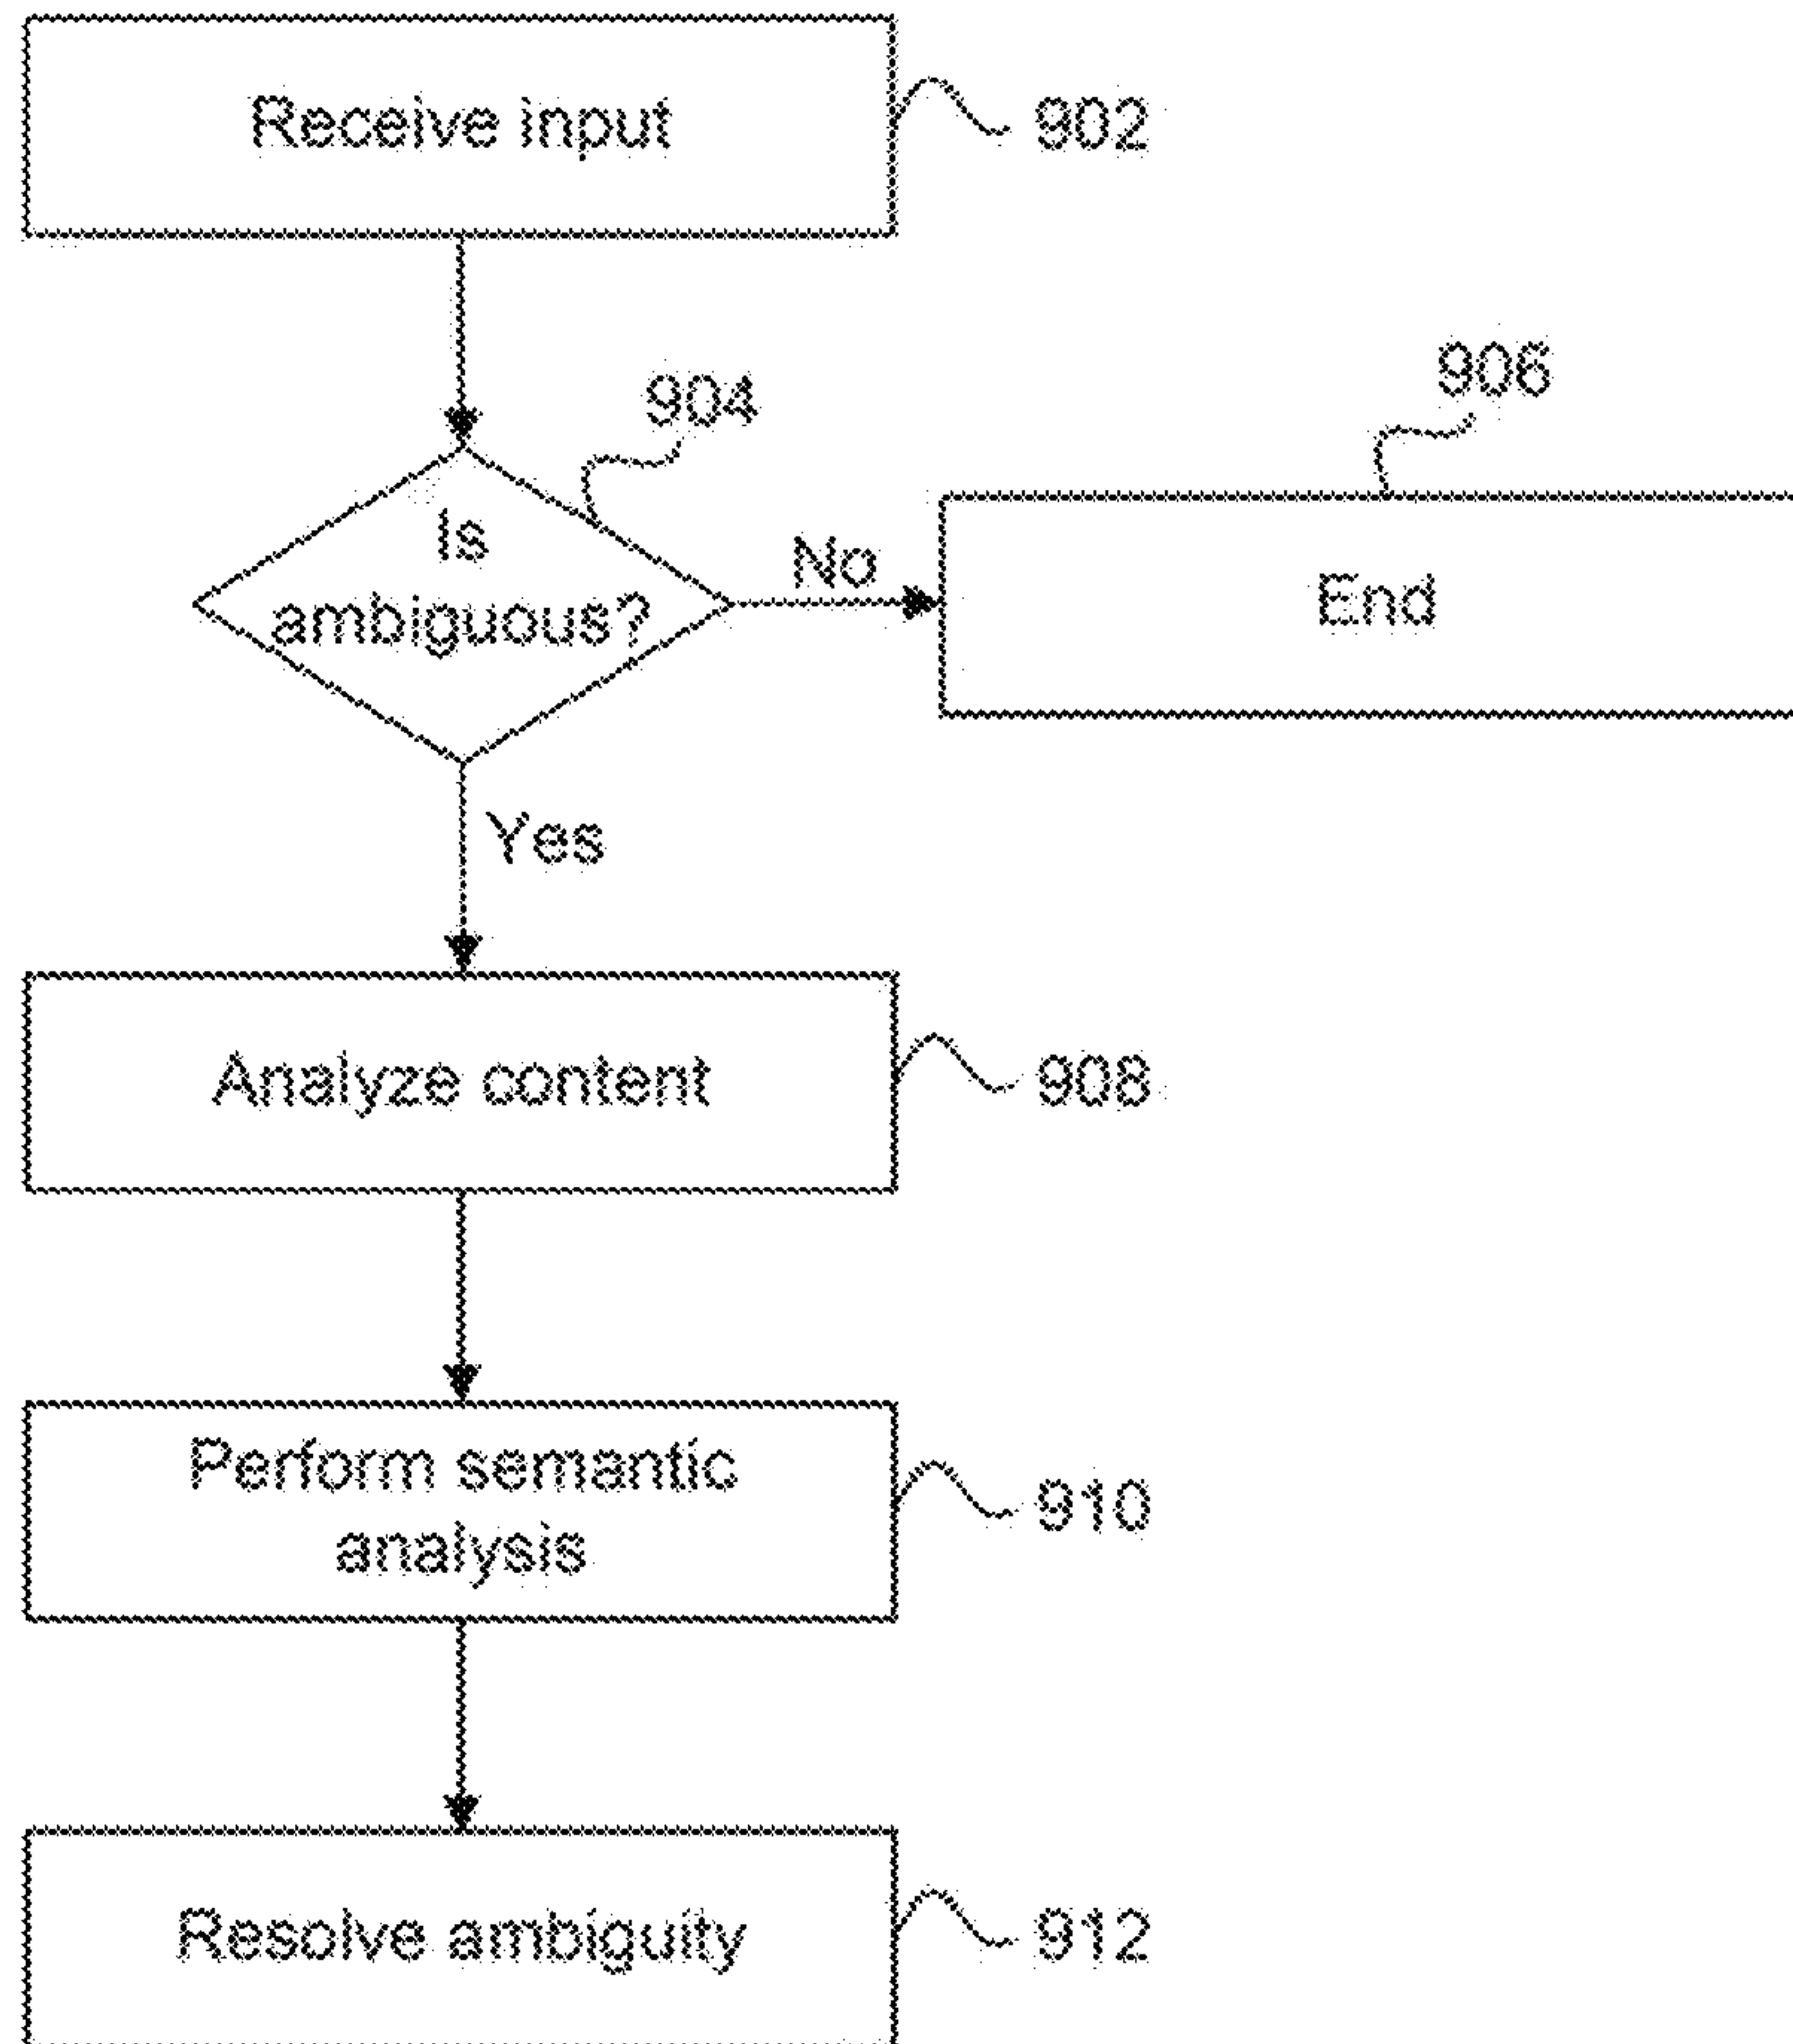 Receive input
902
904
906
Is
ambiguous?
No
End
Yes
Analyze content
908
Perform semantic
analysis
910
Resolve ambiguity
912